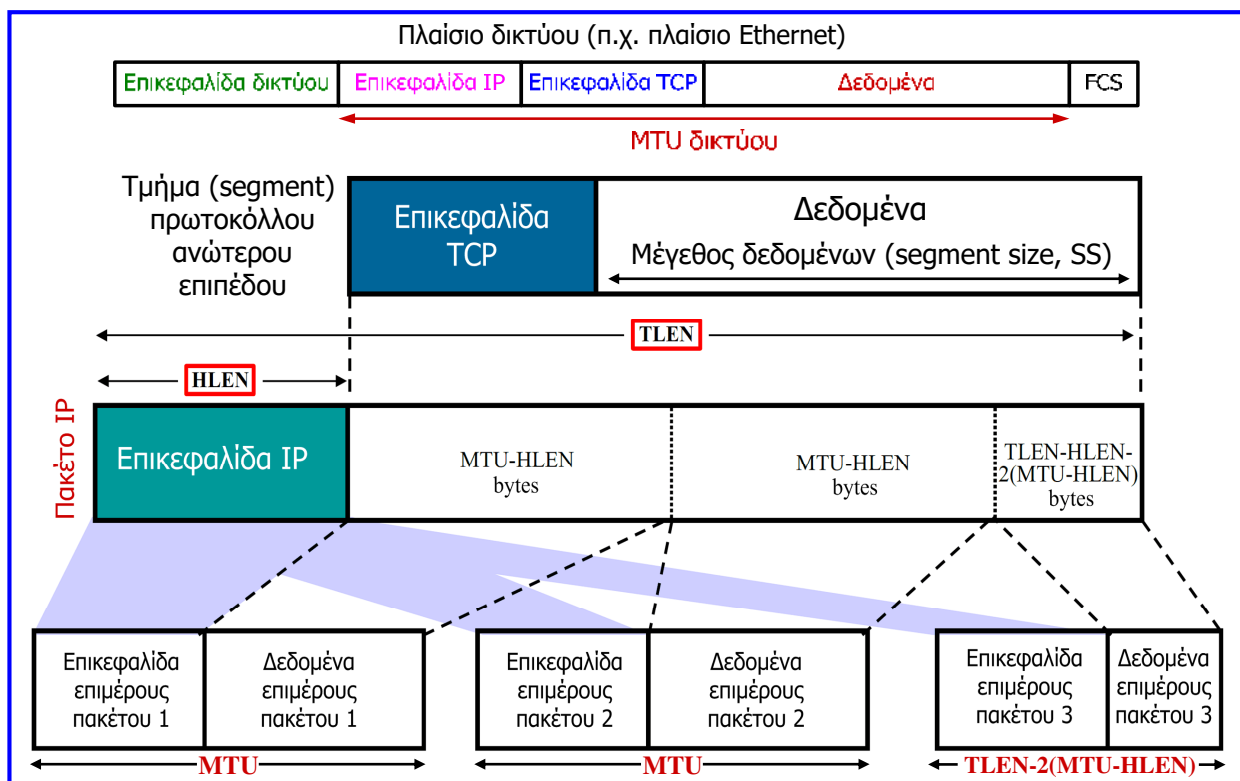 Πλαίσιο δικτύου (π.χ. πλαίσιο Ethernet)
Επικεφαλίδα δικτύου Επικεφαλίδα IP Επικεφαλίδα TCP Δεδομένα FCS
MTU δικτύου
Τμήμα (segment)
πρωτοκόλλου
ανώτερου
επιπέδου
Επικεφαλίδα
TCP
Δεδομένα
Μέγεθος δεδομένων (segment size, SS)
TLEN
HLEN
Πακέτο IP
Επικεφαλίδα IP
MTU-HLEN
bytes
MTU-HLEN
bytes
TLEN-HLEN-
2(MTU-HLEN)
bytes
Επικεφαλίδα
επιμέρους
πακέτου 1
Δεδομένα
επιμέρους
πακέτου 1
Επικεφαλίδα
επιμέρους
πακέτου 2
Δεδομένα
επιμέρους
πακέτου 2
Επικεφαλίδα
επιμέρους
πακέτου 3
Δεδομένα
επιμέρους
πακέτου 3
MTU
MTU
TLEN-2(MTU-HLEN)